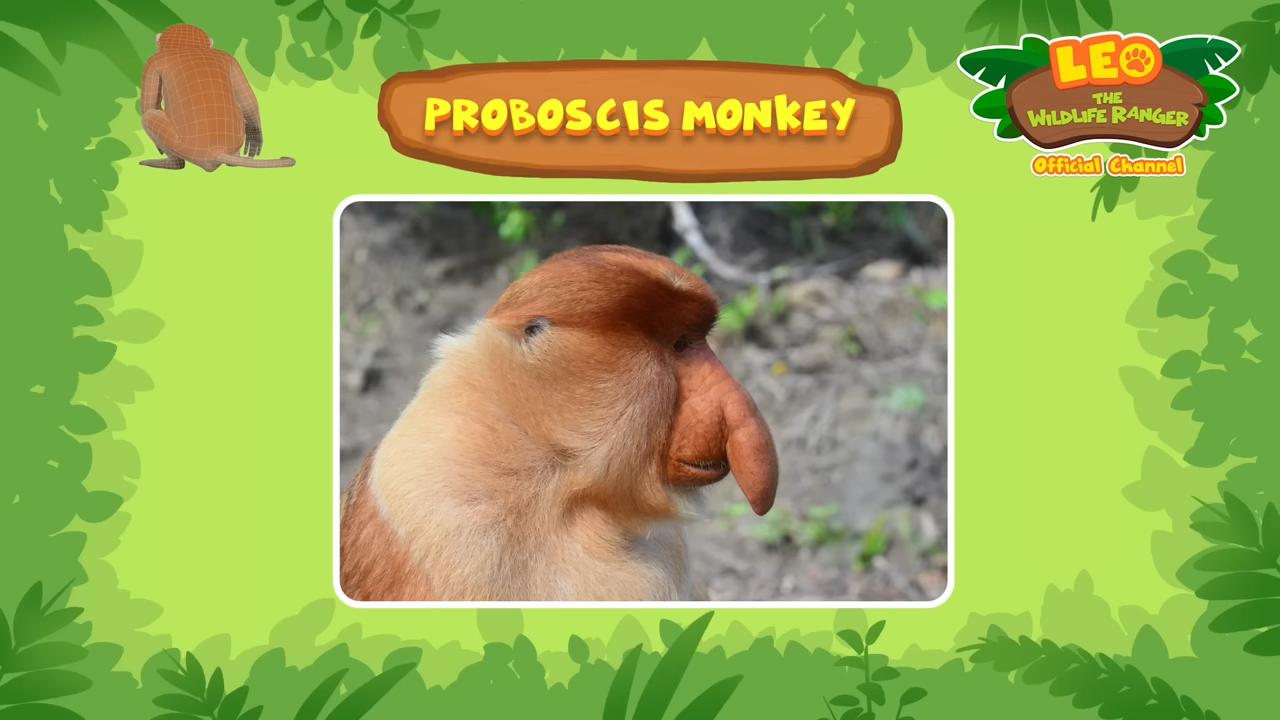 PROBOSCIS MONKEY
LEO
THE
WILDLIFE RANGER
Official Channel